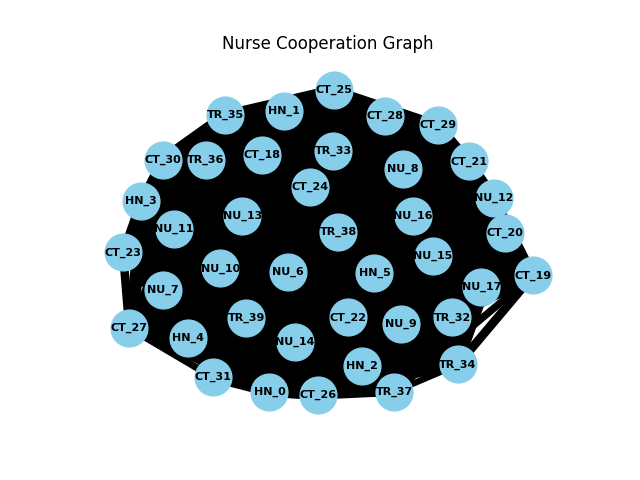 Nurse Cooperation Graph
CT_25
TR_35
HN_1
CT_28
CT_29
CT_30
TR_36
CT_18
TR_33
NU_8
CT_21
CT_24
HN_3
NU_12
NU_11
NU_13
NU_16
CT_23
TR_38
CT_20
NU_15
NU_10
NU_6
HN_5
CT_19
NU_7
NU_17
CT_27
HN_4
TR_39
CT_22
NU_9
TR_32
NU_14
CT_31
HN_2
TR_34
HN_0
CT_26
TR_37